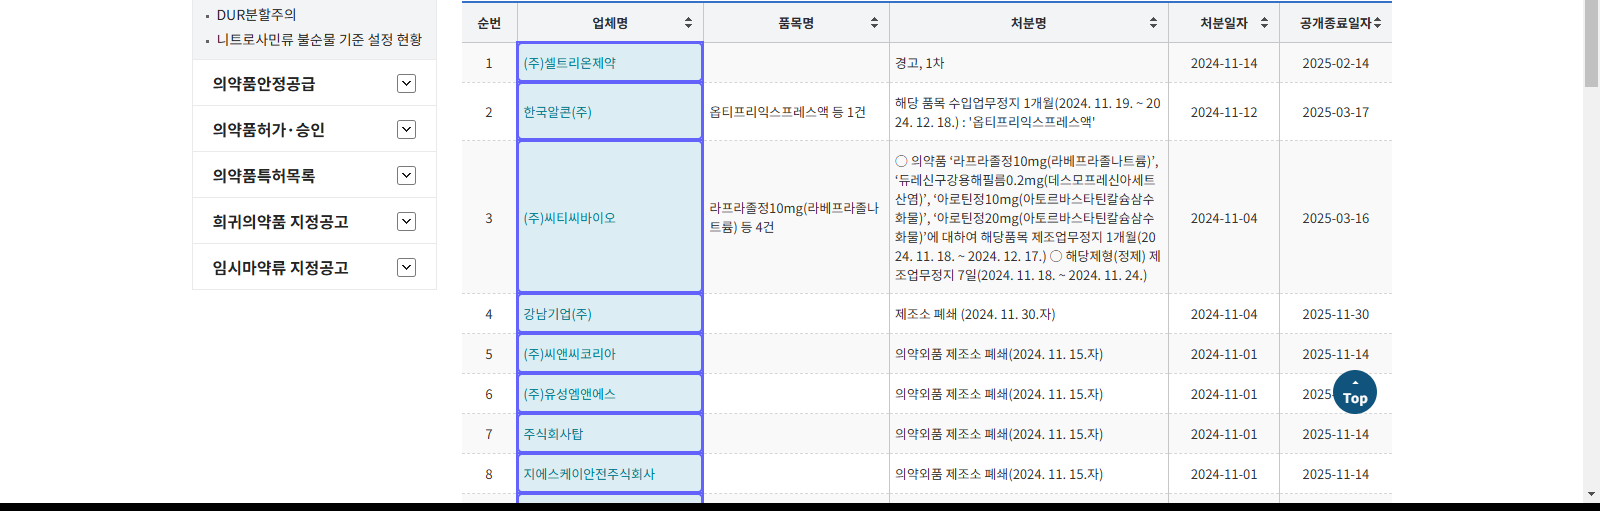 DUR분할주의
니트로사민류 불순물 기준 설정 현황
의약품안정공급
의약품허가·승인
의약품특허목록
희귀의약품 지정공고
임시마약류 지정공고
순번 업체명 품목명 처분명 처분일자 공개종료일자
1 (주)셀트리온제약 경고, 1차 2024-11-14 2025-02-14
2 한국알콘(주) 옵티프리익스프레스액 등 1건 해당 품목 수입업무정지 1개월(2024. 11. 19. ~ 20
24. 12. 18.) : '옵티프리익스프레스액' 2024-11-12 2025-03-17
3 (주)씨티씨바이오 라프라졸정10mg(라베프라졸나
트륨) 등 4건
○ 의약품 ‘라프라졸정10mg(라베프라졸나트륨)’,
‘듀레신구강용해필름0.2mg(데스모프레신아세트
산염)’, ‘아로틴정10mg(아토르바스타틴칼슘삼수
화물)’, ‘아로틴정20mg(아토르바스타틴칼슘삼수
화물)’에 대하여 해당품목 제조업무정지 1개월(20
24. 11. 18. ~ 2024. 12. 17.) ○ 해당제형(정제) 제
조업무정지 7일(2024. 11. 18. ~ 2024. 11. 24.)
2024-11-04 2025-03-16
4 강남기업(주) 제조소 폐쇄 (2024. 11. 30.자) 2024-11-04 2025-11-30
5 (주)씨앤씨코리아 의약외품 제조소 폐쇄(2024. 11. 15.자) 2024-11-01 2025-11-14
6 (주)유성엠앤에스 의약외품 제조소 폐쇄(2024. 11. 15.자) 2024-11-01 2025-
Top
7 주식회사탑 의약외품 제조소 폐쇄(2024. 11. 15.자) 2024-11-01 2025-11-14
8 지에스케이안전주식회사 의약외품 제조소 폐쇄(2024. 11. 15.자) 2024-11-01 2025-11-14